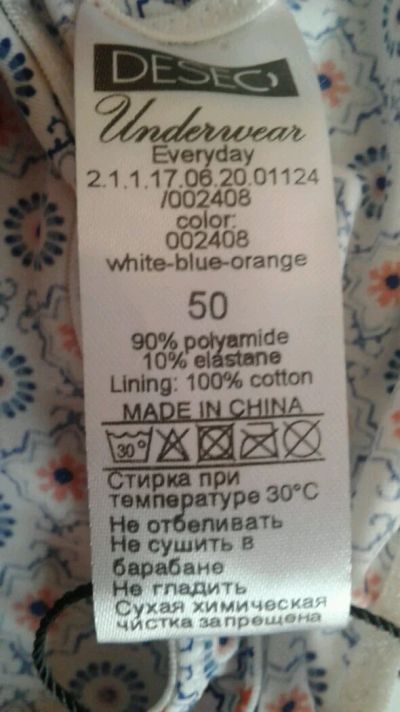 DESEO
Underwear
Everyday
2.1.1.17.06.20.01124
/002408
color:
002408
white-blue-orange
50
90% polyamide
10% elastane
Lining: 100% cotton
MADE IN CHINA
30°
Стирка при
температуре 30°C
Не отбеливать
Не сушить в
барабане
Не гладить
Сухая химическая
чистка запрещена